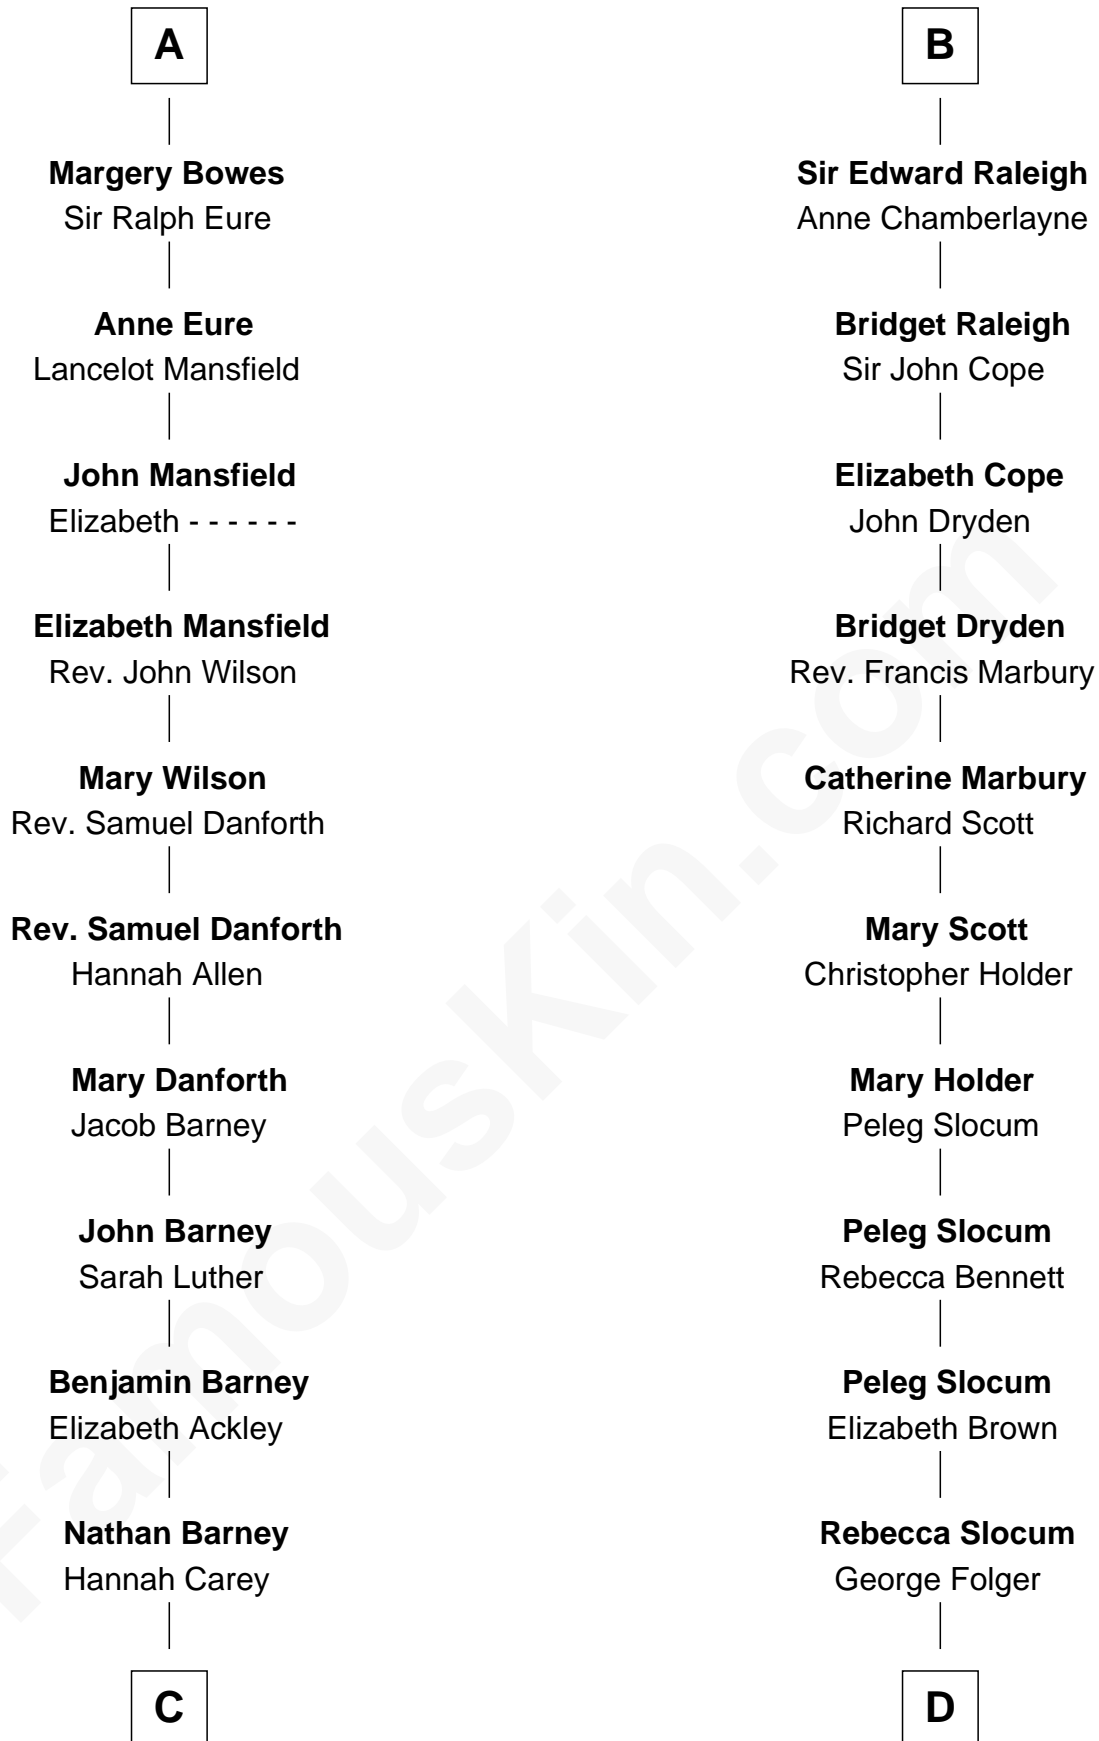 A
Margery Bowes
Sir Ralph Eure
Anne Eure
Lancelot Mansfield
John Mansfield
Elizabeth - - - - - -
Elizabeth Mansfield
Rev. John Wilson
Mary Wilson
Rev. Samuel Danforth
Rev. Samuel Danforth
Hannah Allen
Mary Danforth
Jacob Barney
John Barney
Sarah Luther
Benjamin Barney
Elizabeth Ackley
Nathan Barney
Hannah Carey
C
B
Sir Edward Raleigh
Anne Chamberlayne
Bridget Raleigh
Sir John Cope
Elizabeth Cope
John Dryden
Bridget Dryden
Rev. Francis Marbury
Catherine Marbury
Richard Scott
Mary Scott
Christopher Holder
Mary Holder
Peleg Slocum
Peleg Slocum
Rebecca Bennett
Peleg Slocum
Elizabeth Brown
Rebecca Slocum
George Folger
D
FamousKin.com